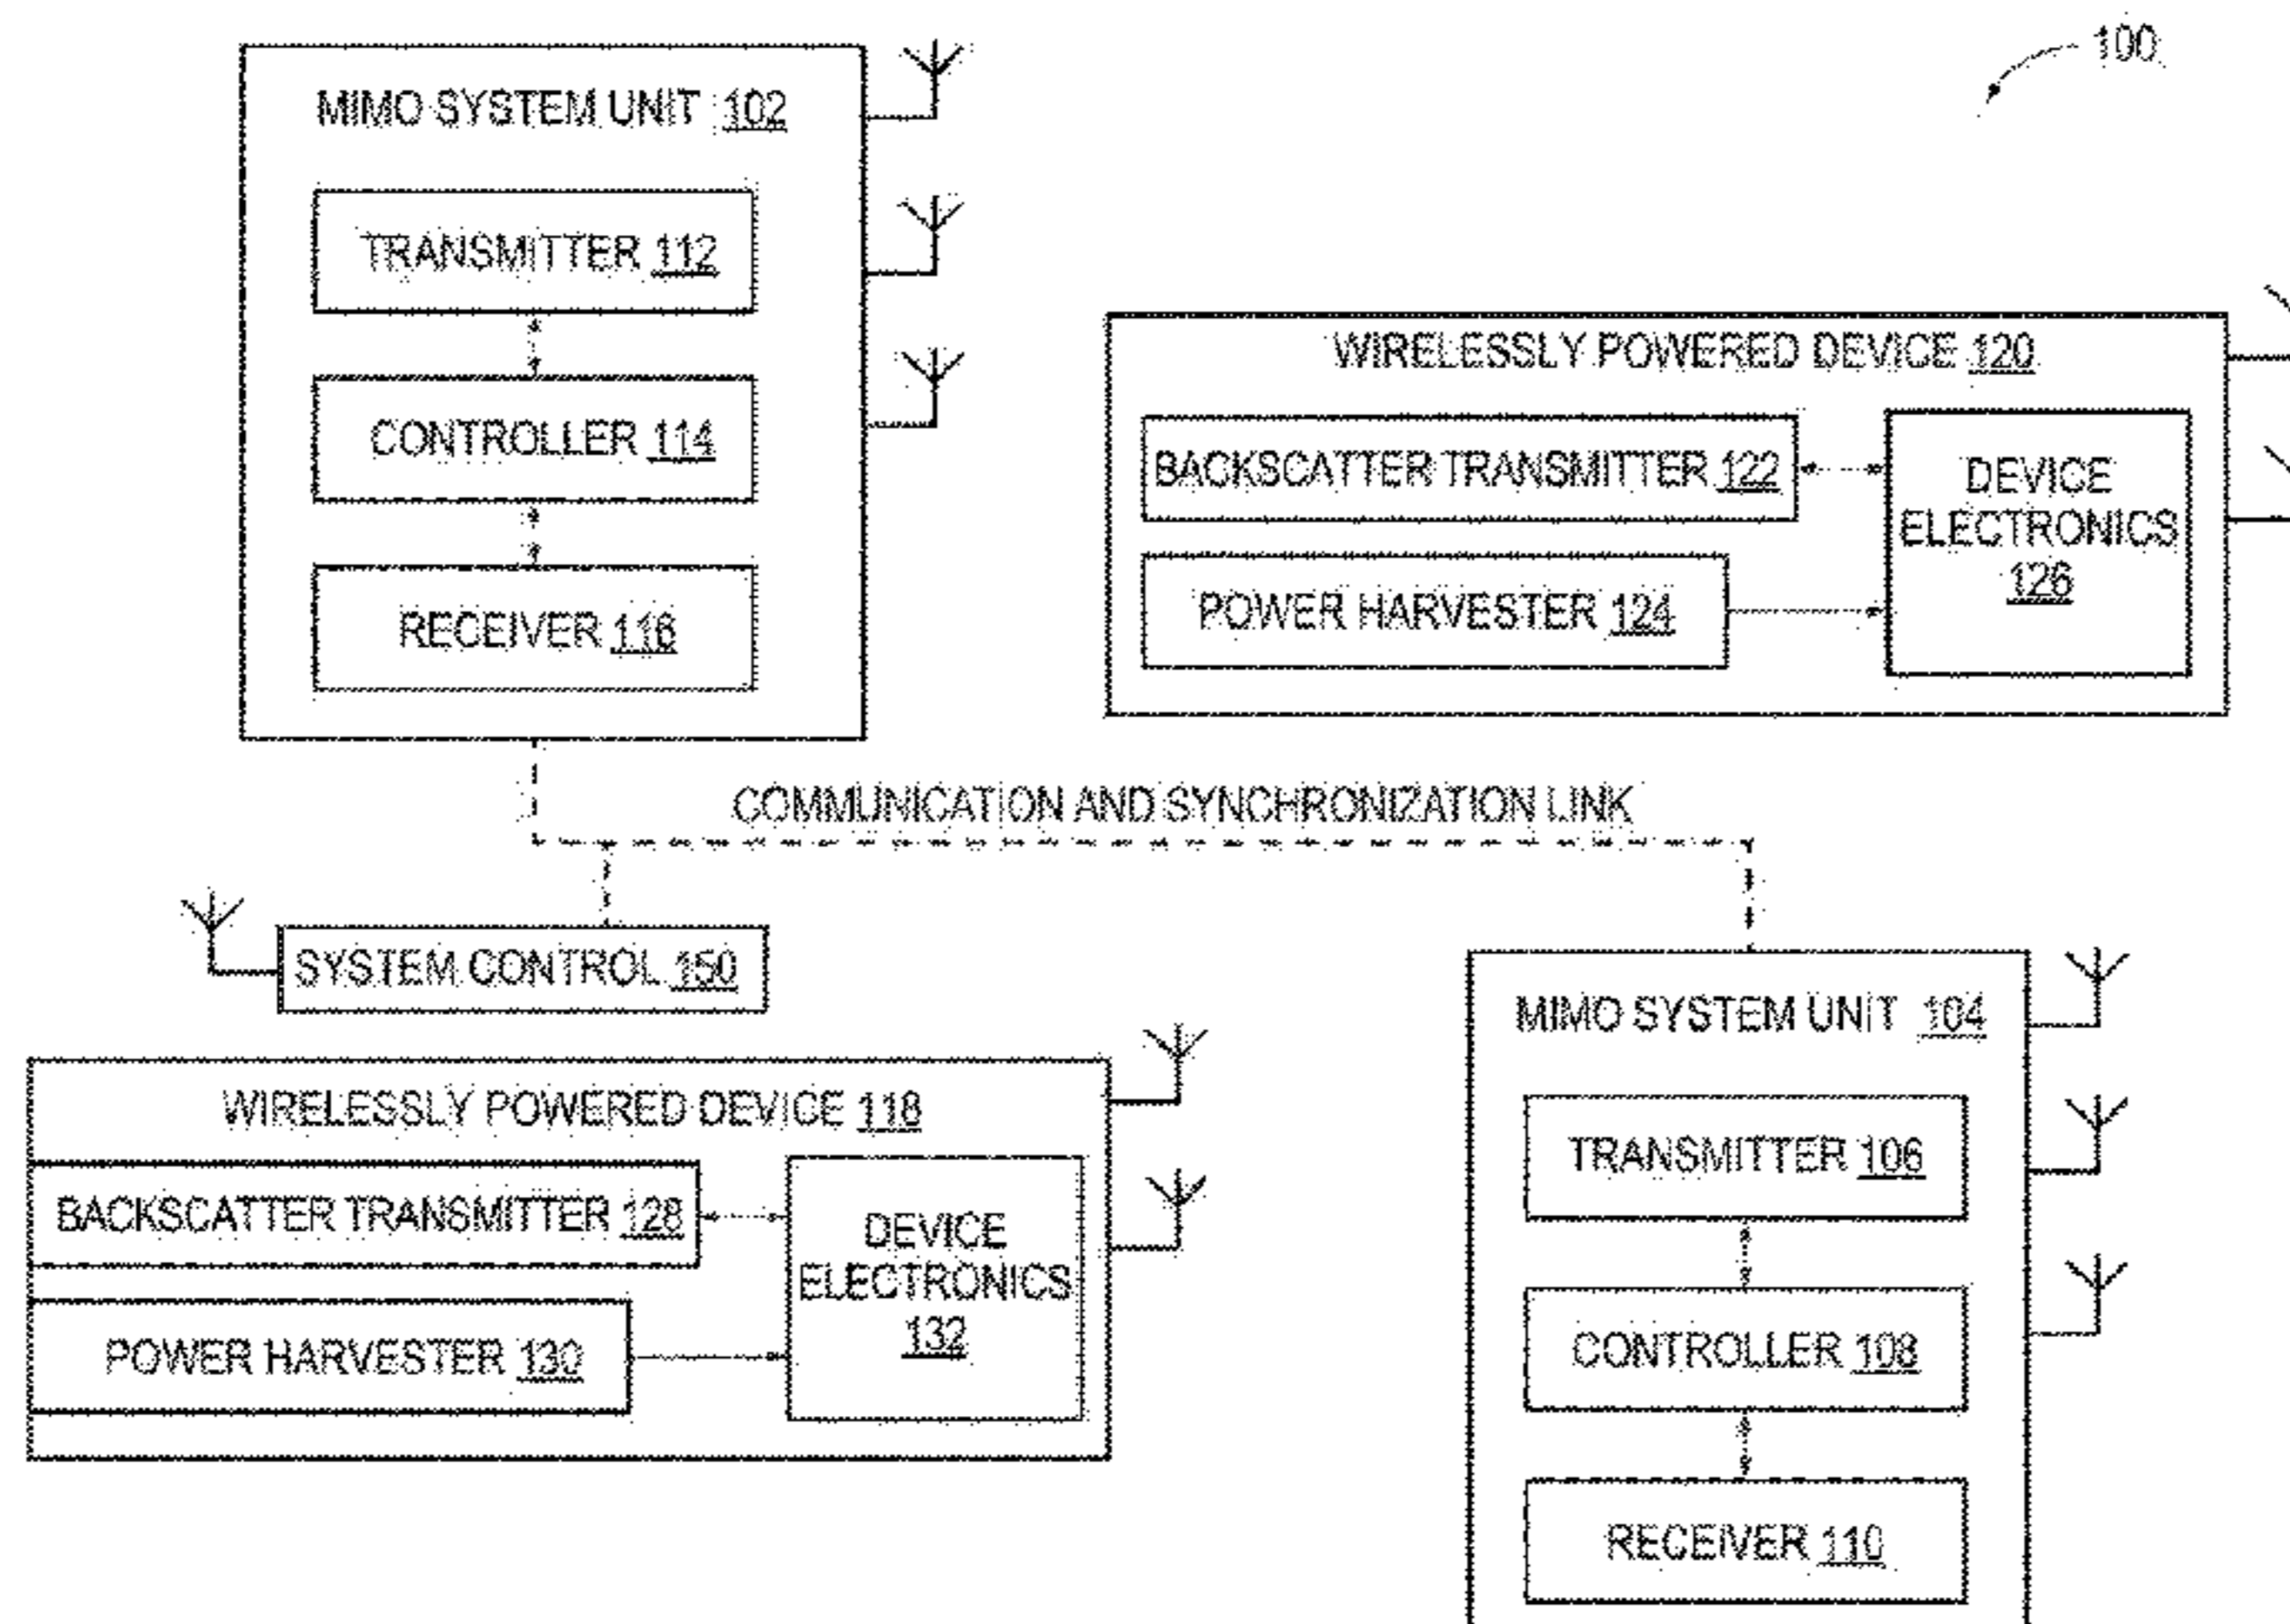 100
MIMO SYSTEM UNIT 102
TRANSMITTER 112
CONTROLLER 114
RECEIVER 116
WIRELESSLY POWERED DEVICE 120
BACKSCATTER TRANSMITTER 122
POWER HARVESTER 124
DEVICE
ELECTRONICS
126
COMMUNICATION AND SYNCHRONIZATION LINK
SYSTEM CONTROL 150
WIRELESSLY POWERED DEVICE 118
BACKSCATTER TRANSMITTER 128
POWER HARVESTER 130
DEVICE
ELECTRONICS
132
MIMO SYSTEM UNIT 104
TRANSMITTER 106
CONTROLLER 108
RECEIVER 110